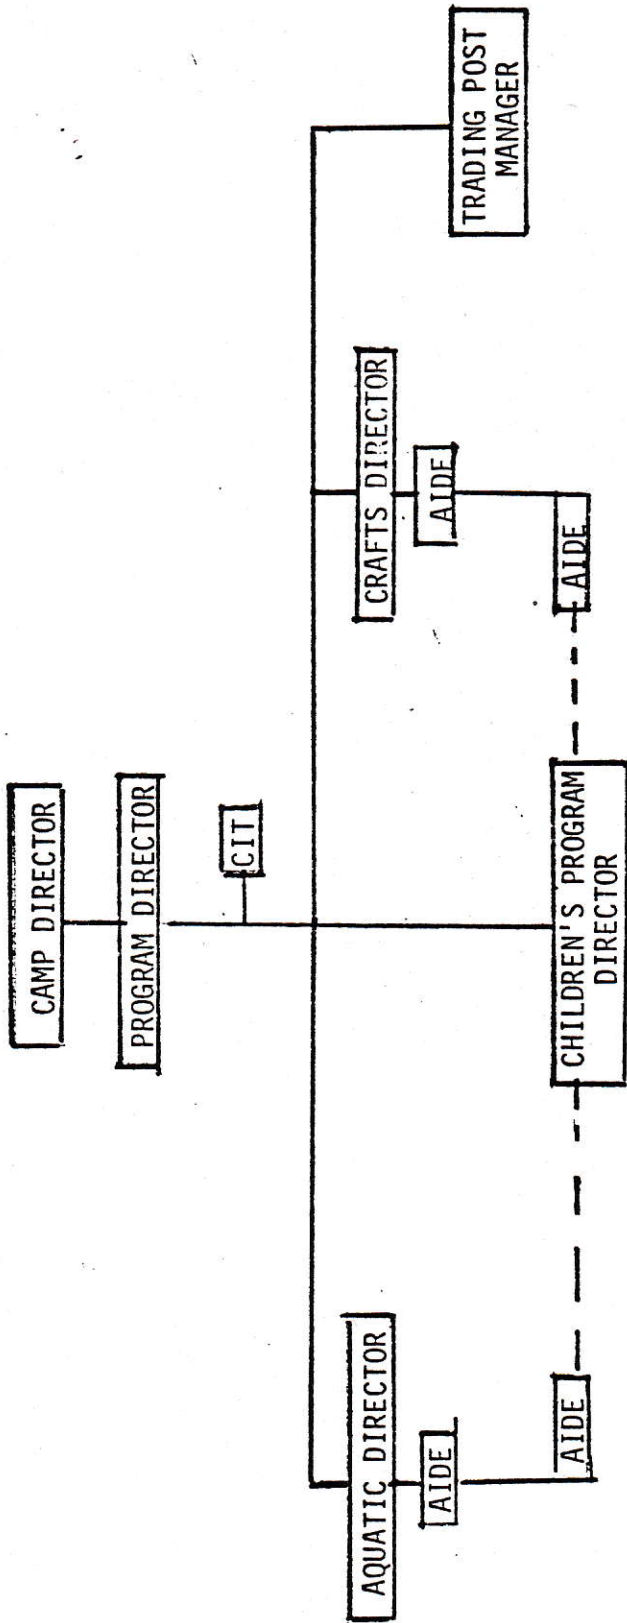 CAMP DIRECTOR
PROGRAM DIRECTOR
CIT
AQUATIC DIRECTOR
AIDE
AIDE
CHILDREN'S PROGRAM
DIRECTOR
CRAFTS DIRECTOR
AIDE
AIDE
TRADING POST
MANAGER